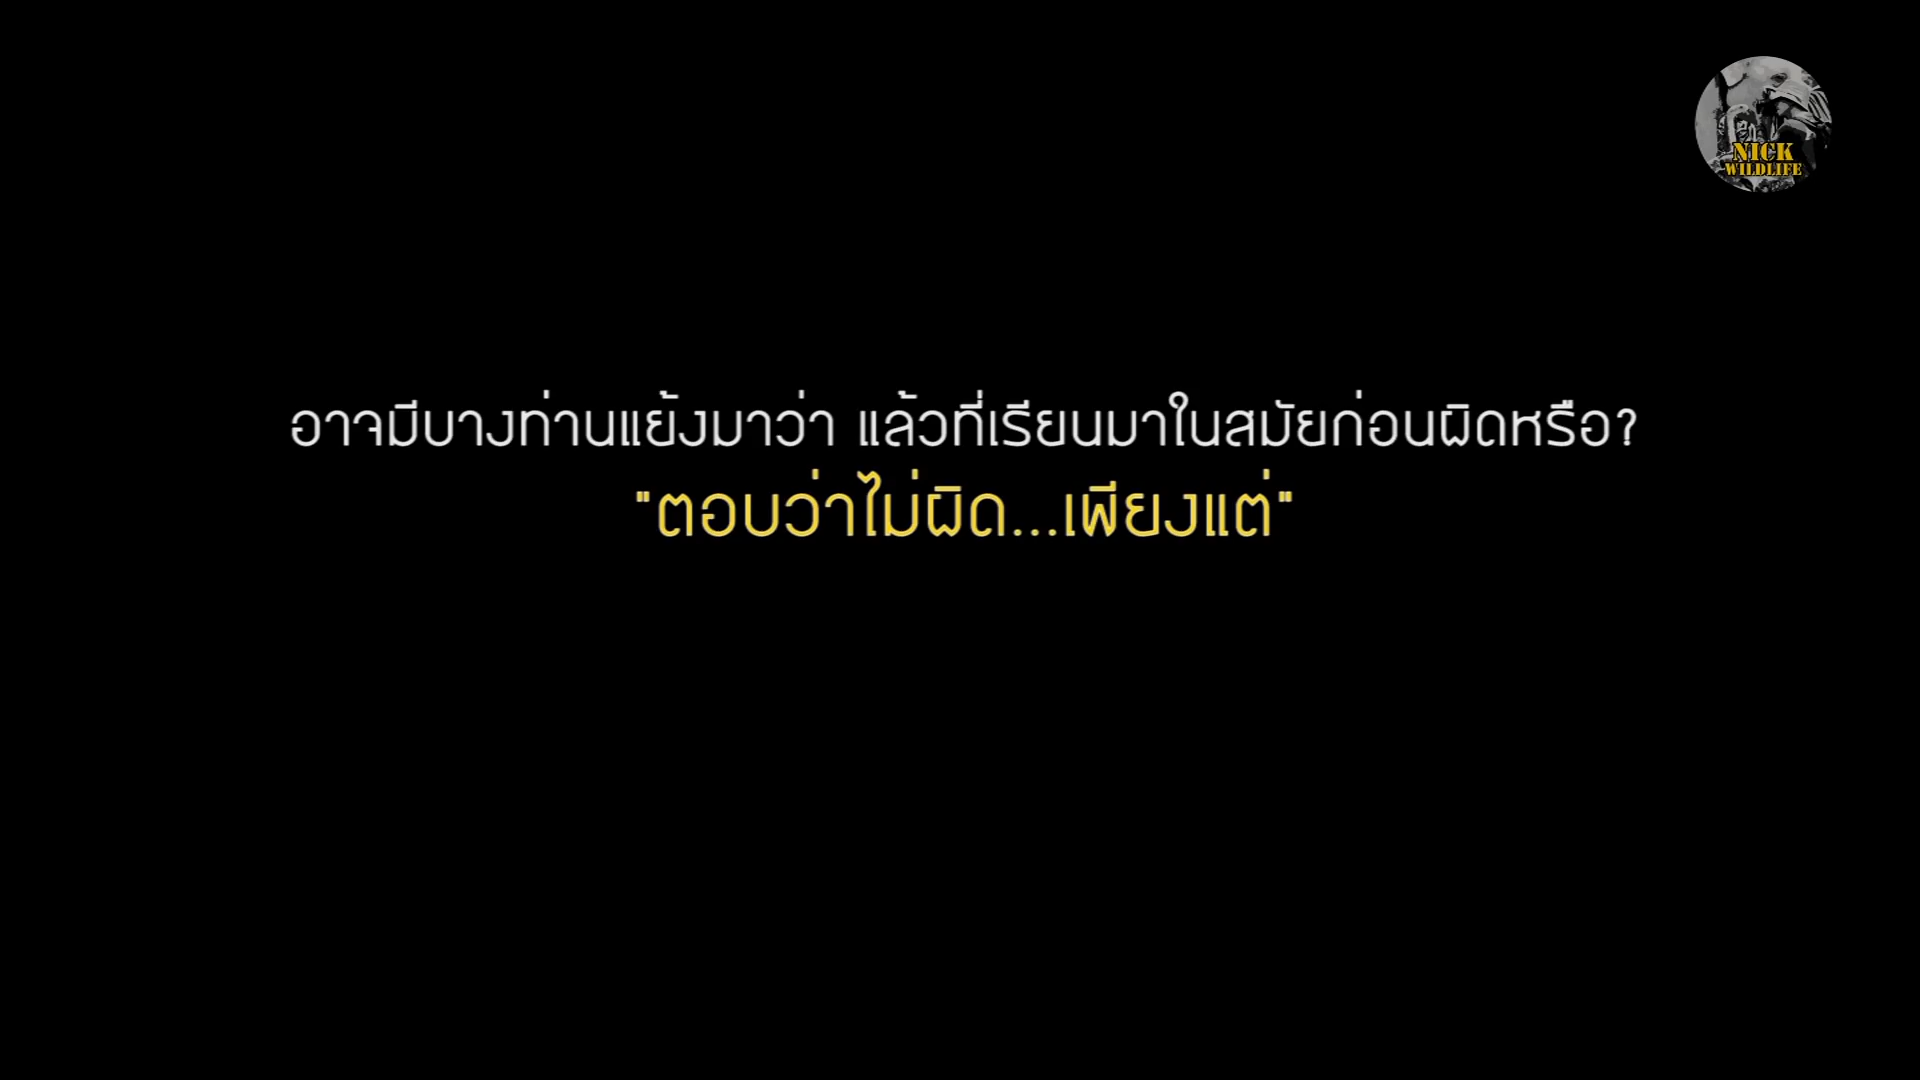 NICK
WILDLIFE
อาจมีบางท่านแย้งมาว่า แล้วที่เรียนมาในสมัยก่อนผิดหรือ?
"ตอบว่าไม่ผิด...เพียงแต่"